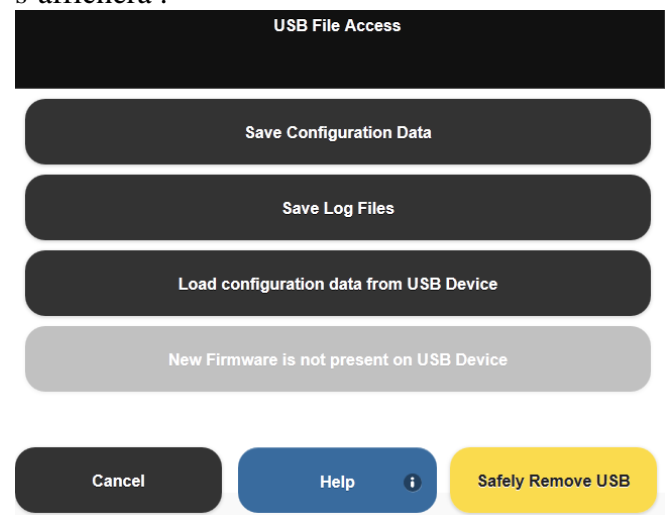 s'affichera :
USB File Access
Save Configuration Data
Save Log Files
Load configuration data from USB Device
New Firmware is not present on USB Device
Cancel
Help
Safely Remove USB